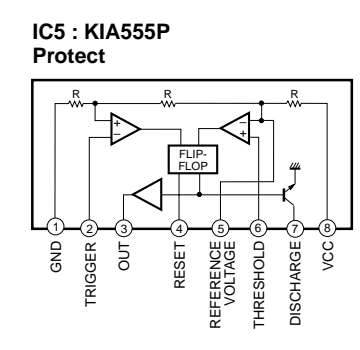 IC5 : KIA555P
Protect
R R R
+ −
− +
FLIP-
FLOP
1 2 3 4 5 6 7 8
GND
TRIGGER
OUT
RESET
REFERENCE
VOLTAGE
THRESHOLD
DISCHARGE
VCC